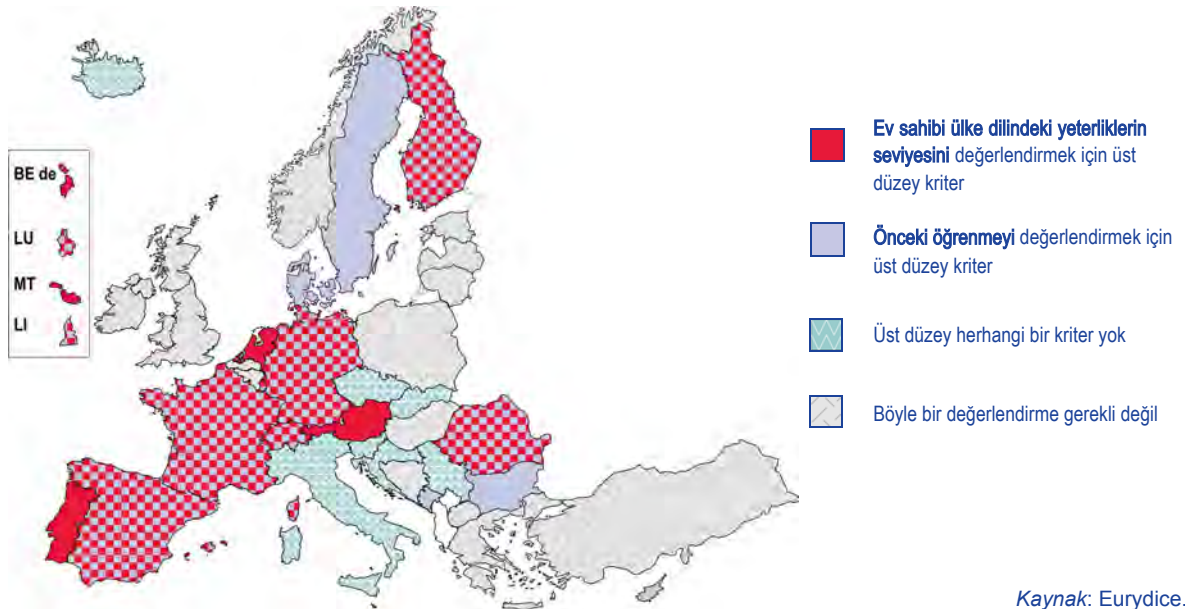 BE de
LU
MT
LI
Ev sahibi ülke dilindeki yeterliklerin
seviyesini değerlendirmek için üst
düzey kriter
Önceki öğrenmeyi değerlendirmek için
üst düzey kriter
Üst düzey herhangi bir kriter yok
Böyle bir değerlendirme gerekli değil
Kaynak: Eurydice.